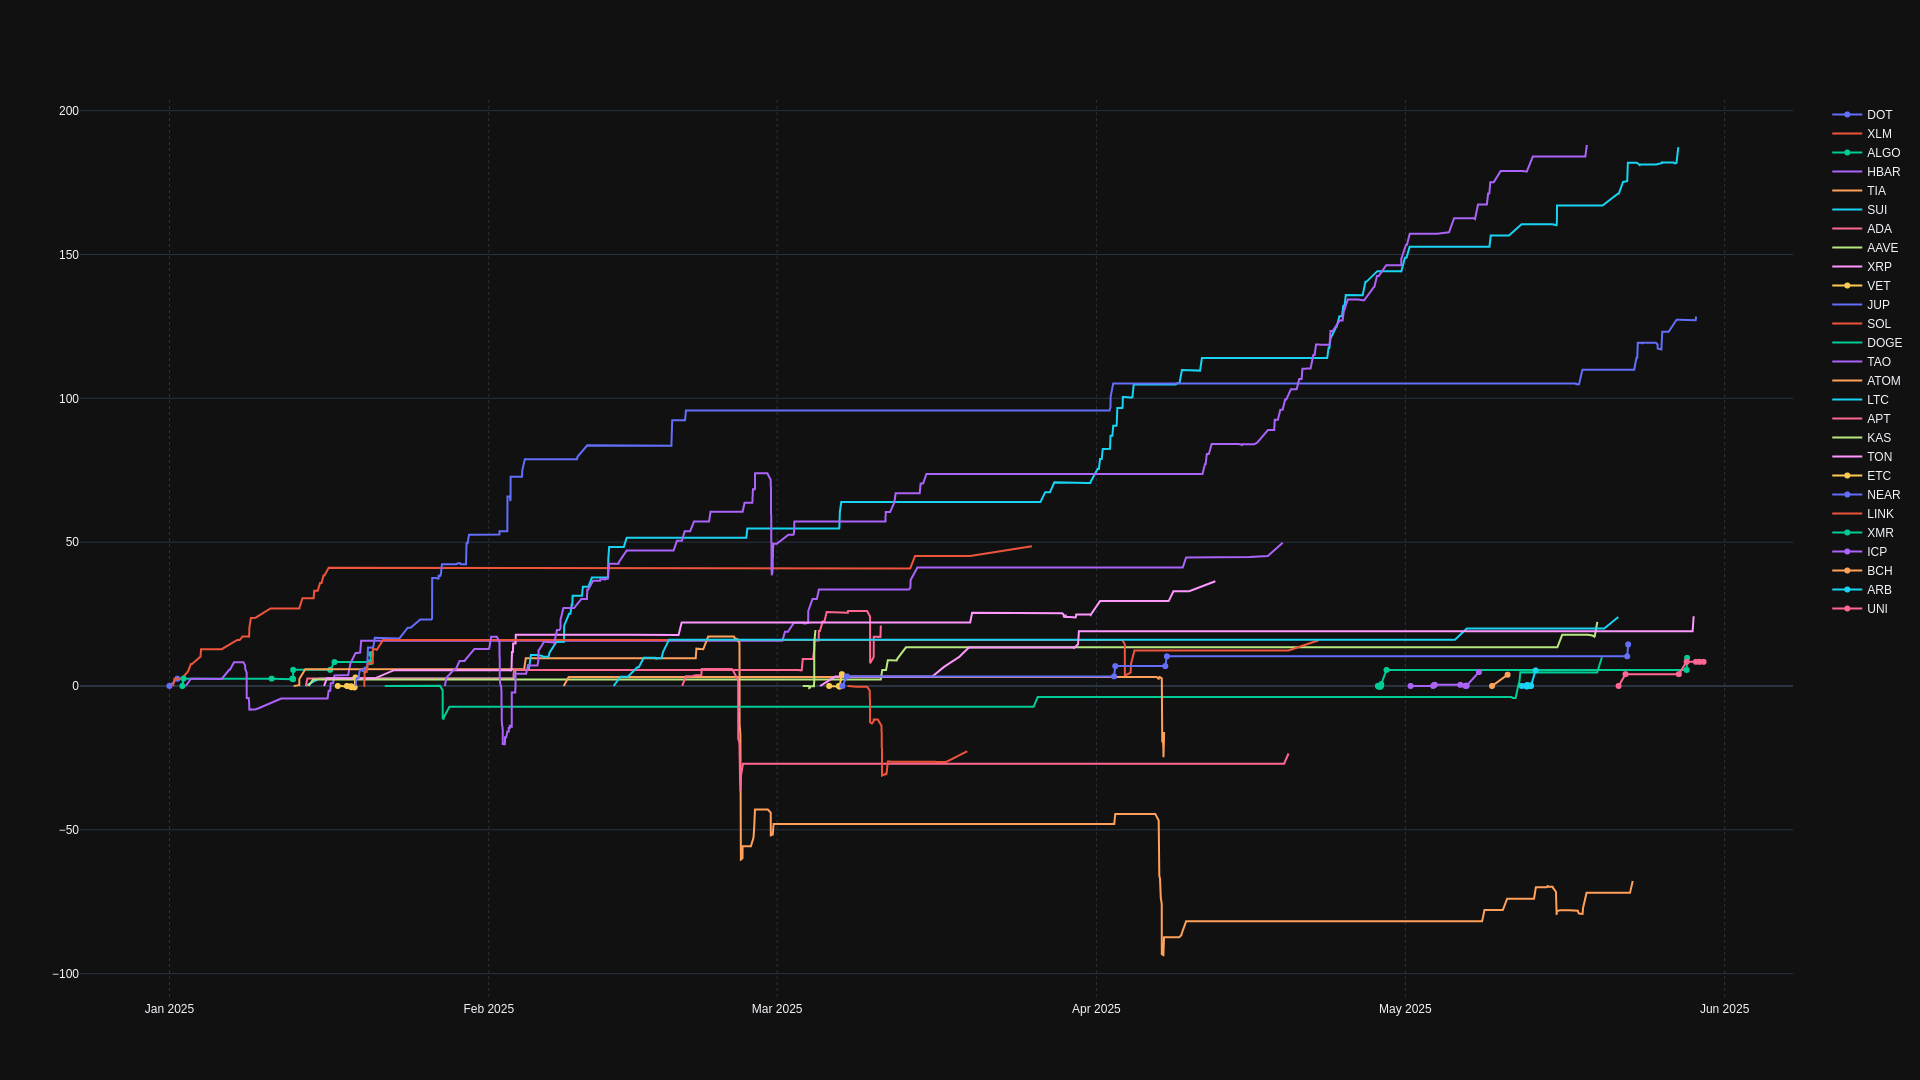 200
150
100
50
0
−50
−100
Jan 2025
Feb 2025
Mar 2025
Apr 2025
May 2025
Jun 2025
DOT
XLM
ALGO
HBAR
TIA
SUI
ADA
AAVE
XRP
VET
JUP
SOL
DOGE
TAO
ATOM
LTC
APT
KAS
TON
ETC
NEAR
LINK
XMR
ICP
BCH
ARB
UNI